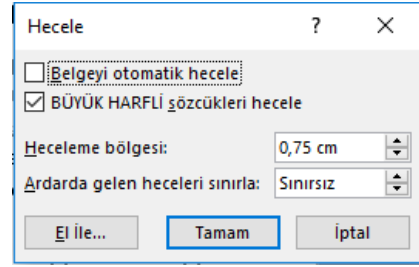 Hecele ?
Belgeyi otomatik hecele
BÜYÜK HARFLİ sözcükleri hecele
Heceleme bölgesi: 0,75 cm
Ardarda gelen heceleri sınırla: Sınırsız
El İle... Tamam İptal